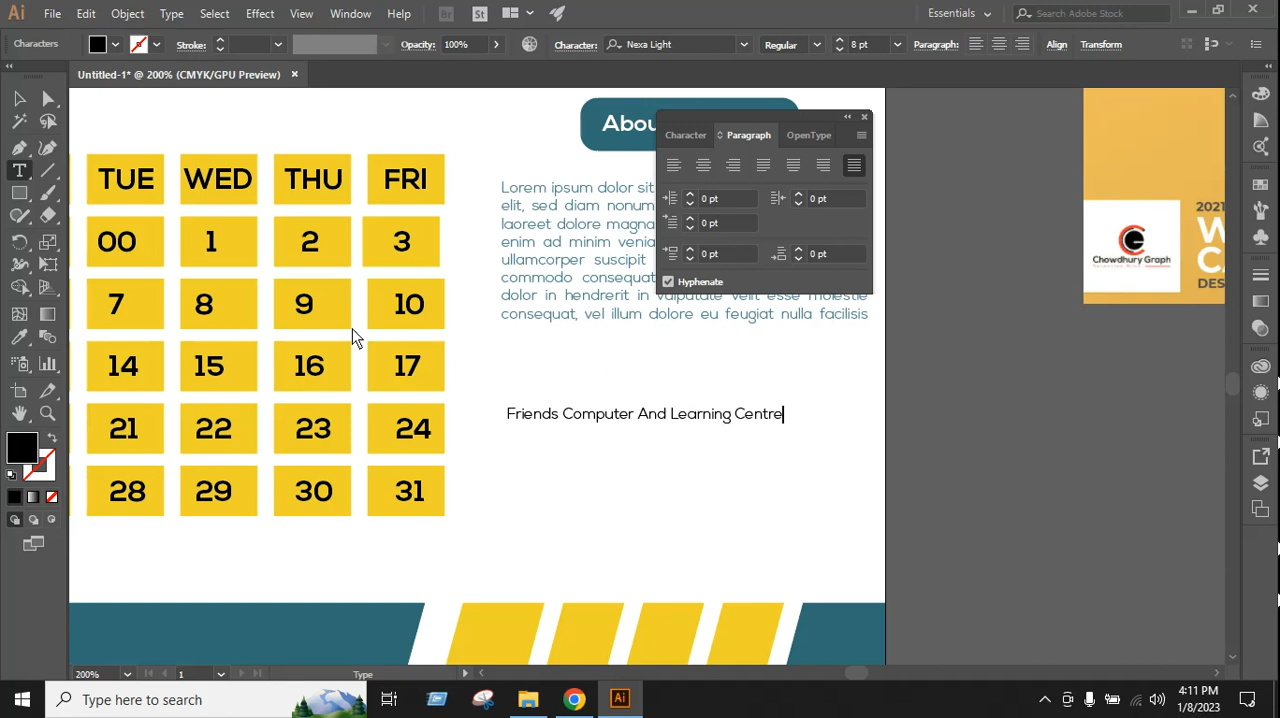 Ai File Edit Object Type Select Effect View Window Help Br St Essentials Search Adobe Stock
Characters Stroke: Opacity: 100% Character: Nexa Light Regular 8 pt Paragraph: Align Transform
Untitled-1* @ 200% (CMYK/GPU Preview)
Abou
Character Paragraph OpenType
0 pt 0 pt
0 pt
0 pt 0 pt
Hyphenate
TUE WED THU FRI
00 1 2 3
7 8 9 10
14 15 16 17
21 22 23 24
28 29 30 31
Lorem ipsum dolor sit
elit, sed diam nonum
laoreet dolore magna
enim ad minim venia
ullamcorper suscipit
commodo consequat
dolor in hendrerit in vulputate velit esse molestie
consequat, vel illum dolore eu feugiat nulla facilisis
Friends Computer And Learning Centre
2021
W
CA
DES
Chowdhury Graph
200% 1 Type
Type here to search
Ai
4:11 PM
1/8/2023